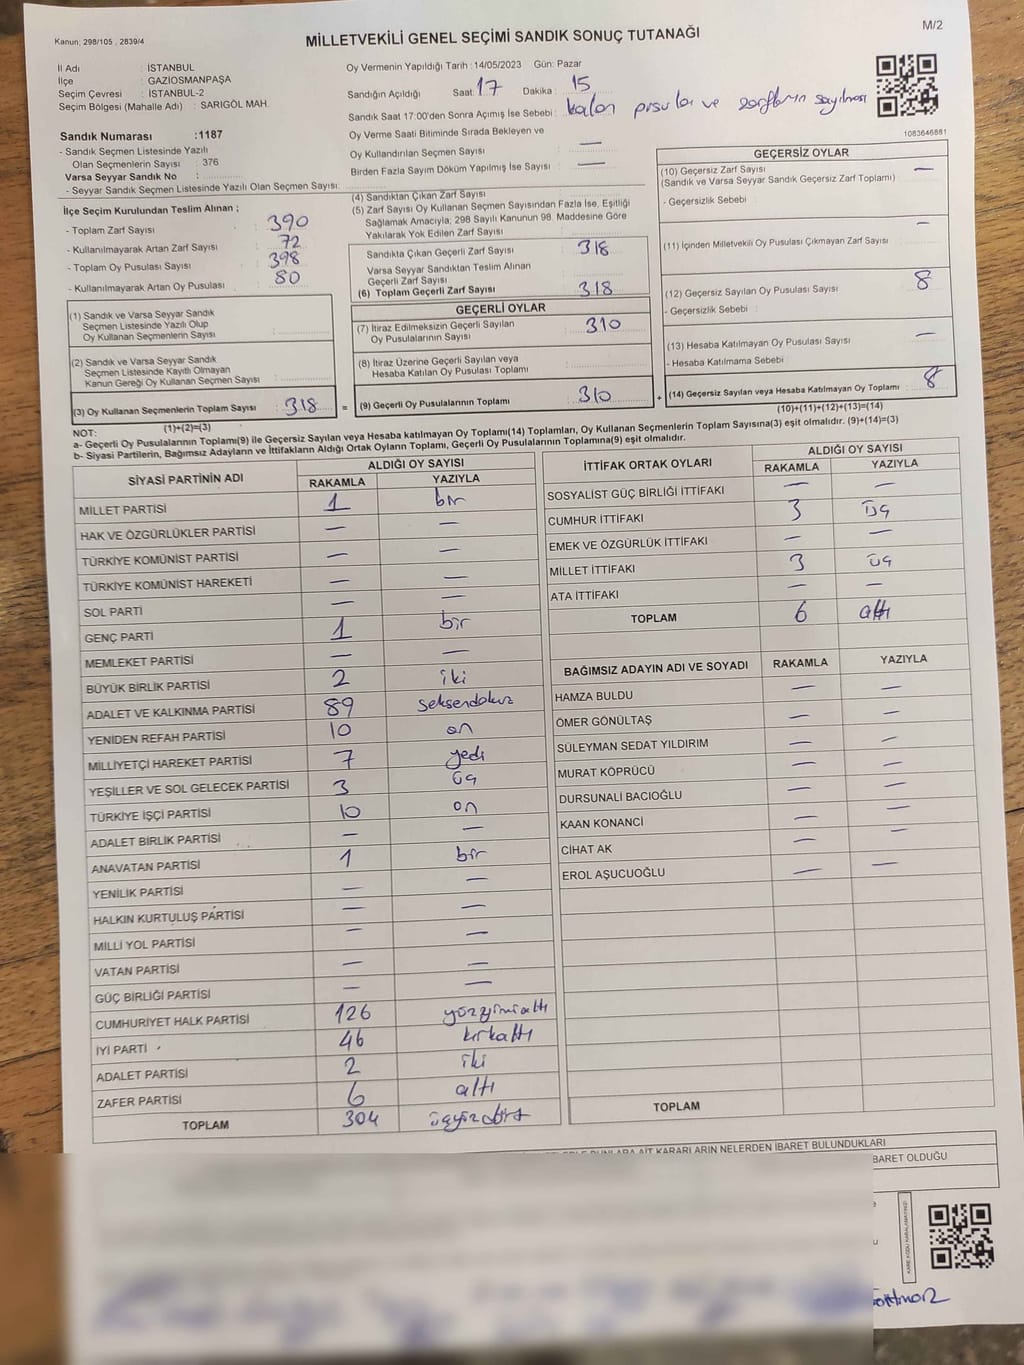 Kanun; 298/105 , 2839/4
MİLLETVEKİLİ GENEL SEÇİMİ SANDIK SONUÇ TUTANAĞI
M/2
İl Adı : İSTANBUL
İlçe : GAZİOSMANPAŞA
Seçim Çevresi : İSTANBUL-2
Seçim Bölgesi (Mahalle Adı) : SARIGÖL MAH.
Oy Vermenin Yapıldığı Tarih : 14/05/2023 Gün: Pazar
Sandığın Açıldığı Saat: 17 Dakika : 15
Sandık Saat 17:00'den Sonra Açımış İse Sebebi : kalan pusula ve zarfların sayılması
Oy Verme Saati Bitiminde Sırada Bekleyen ve
Oy Kullandırılan Seçmen Sayısı : —
Birden Fazla Sayım Döküm Yapılmış İse Sayısı : —
1083646881
Sandık Numarası :1187
- Sandık Seçmen Listesinde Yazılı
Olan Seçmenlerin Sayısı : 376
Varsa Seyyar Sandık No :
- Seyyar Sandık Seçmen Listesinde Yazılı Olan Seçmen Sayısı:
İlçe Seçim Kurulundan Teslim Alınan ;
- Toplam Zarf Sayısı : 390
- Kullanılmayarak Artan Zarf Sayısı : 72
- Toplam Oy Pusulası Sayısı : 398
- Kullanılmayarak Artan Oy Pusulası : 80
(1) Sandık ve Varsa Seyyar Sandık
Seçmen Listesinde Yazılı Olup
Oy Kullanan Seçmenlerin Sayısı :
(2) Sandık ve Varsa Seyyar Sandık
Seçmen Listesinde Kayıtlı Olmayan
Kanun Gereği Oy Kullanan Seçmen Sayısı :
(3) Oy Kullanan Seçmenlerin Toplam Sayısı : 318 =
(1)+(2)=(3)
(4) Sandıktan Çıkan Zarf Sayısı :
(5) Zarf Sayısı Oy Kullanan Seçmen Sayısından Fazla İse, Eşitliği
Sağlamak Amacıyla; 298 Sayılı Kanunun 98. Maddesine Göre
Yakılarak Yok Edilen Zarf Sayısı :
Sandıkta Çıkan Geçerli Zarf Sayısı : 318
Varsa Seyyar Sandıktan Teslim Alınan
Geçerli Zarf Sayısı :
(6) Toplam Geçerli Zarf Sayısı : 318
GEÇERLİ OYLAR
(7) İtiraz Edilmeksizin Geçerli Sayılan
Oy Pusulalarının Sayısı : 310
(8) İtiraz Üzerine Geçerli Sayılan veya
Hesaba Katılan Oy Pusulası Toplamı :
(9) Geçerli Oy Pusulalarının Toplamı : 310 +
GEÇERSİZ OYLAR
(10) Geçersiz Zarf Sayısı : —
(Sandık ve Varsa Seyyar Sandık Geçersiz Zarf Toplamı)
- Geçersizlik Sebebi :
(11) İçinden Milletvekili Oy Pusulası Çıkmayan Zarf Sayısı : —
(12) Geçersiz Sayılan Oy Pusulası Sayısı : 8
- Geçersizlik Sebebi :
(13) Hesaba Katılmayan Oy Pusulası Sayısı : —
- Hesaba Katılmama Sebebi :
(14) Geçersiz Sayılan veya Hesaba Katılmayan Oy Toplamı : 8
(10)+(11)+(12)+(13)=(14)
NOT:
a- Geçerli Oy Pusulalarının Toplamı(9) ile Geçersiz Sayılan veya Hesaba katılmayan Oy Toplamı(14) Toplamları, Oy Kullanan Seçmenlerin Toplam Sayısına(3) eşit olmalıdır. (9)+(14)=(3)
b- Siyasi Partilerin, Bağımsız Adayların ve İttifakların Aldığı Ortak Oyların Toplamı, Geçerli Oy Pusulalarının Toplamına(9) eşit olmalıdır.
SİYASİ PARTİNİN ADI ALDIĞI OY SAYISI
RAKAMLA YAZIYLA
MİLLET PARTİSİ 1 bir
HAK VE ÖZGÜRLÜKLER PARTİSİ — —
TÜRKİYE KOMÜNİST PARTİSİ — —
TÜRKİYE KOMÜNİST HAREKETİ — —
SOL PARTİ — —
GENÇ PARTİ 1 bir
MEMLEKET PARTİSİ — —
BÜYÜK BİRLİK PARTİSİ 2 iki
ADALET VE KALKINMA PARTİSİ 89 seksendokuz
YENİDEN REFAH PARTİSİ 10 on
MİLLİYETÇİ HAREKET PARTİSİ 7 yedi
YEŞİLLER VE SOL GELECEK PARTİSİ 3 üç
TÜRKİYE İŞÇİ PARTİSİ 10 on
ADALET BİRLİK PARTİSİ — —
ANAVATAN PARTİSİ 1 bir
YENİLİK PARTİSİ — —
HALKIN KURTULUŞ PARTİSİ — —
MİLLİ YOL PARTİSİ — —
VATAN PARTİSİ — —
GÜÇ BİRLİĞİ PARTİSİ — —
CUMHURİYET HALK PARTİSİ 126 yüzyirmialtı
İYİ PARTİ 46 kırkaltı
ADALET PARTİSİ 2 iki
ZAFER PARTİSİ 6 altı
TOPLAM 304 üçyüzdört
İTTİFAK ORTAK OYLARI ALDIĞI OY SAYISI
RAKAMLA YAZIYLA
SOSYALİST GÜÇ BİRLİĞİ İTTİFAKI — —
CUMHUR İTTİFAKI 3 üç
EMEK VE ÖZGÜRLÜK İTTİFAKI — —
MİLLET İTTİFAKI 3 üç
ATA İTTİFAKI — —
TOPLAM 6 altı
BAĞIMSIZ ADAYIN ADI VE SOYADI RAKAMLA YAZIYLA
HAMZA BULDU — —
ÖMER GÖNÜLTAŞ — —
SÜLEYMAN SEDAT YILDIRIM — —
MURAT KÖPRÜCÜ — —
DURSUNALİ BACIOĞLU — —
KAAN KONANCİ — —
CİHAT AK — —
EROL AŞUCUOĞLU — —
TOPLAM
KARARLARIN NELERDEN İBARET BULUNDUKLARI
BARET OLDUĞU